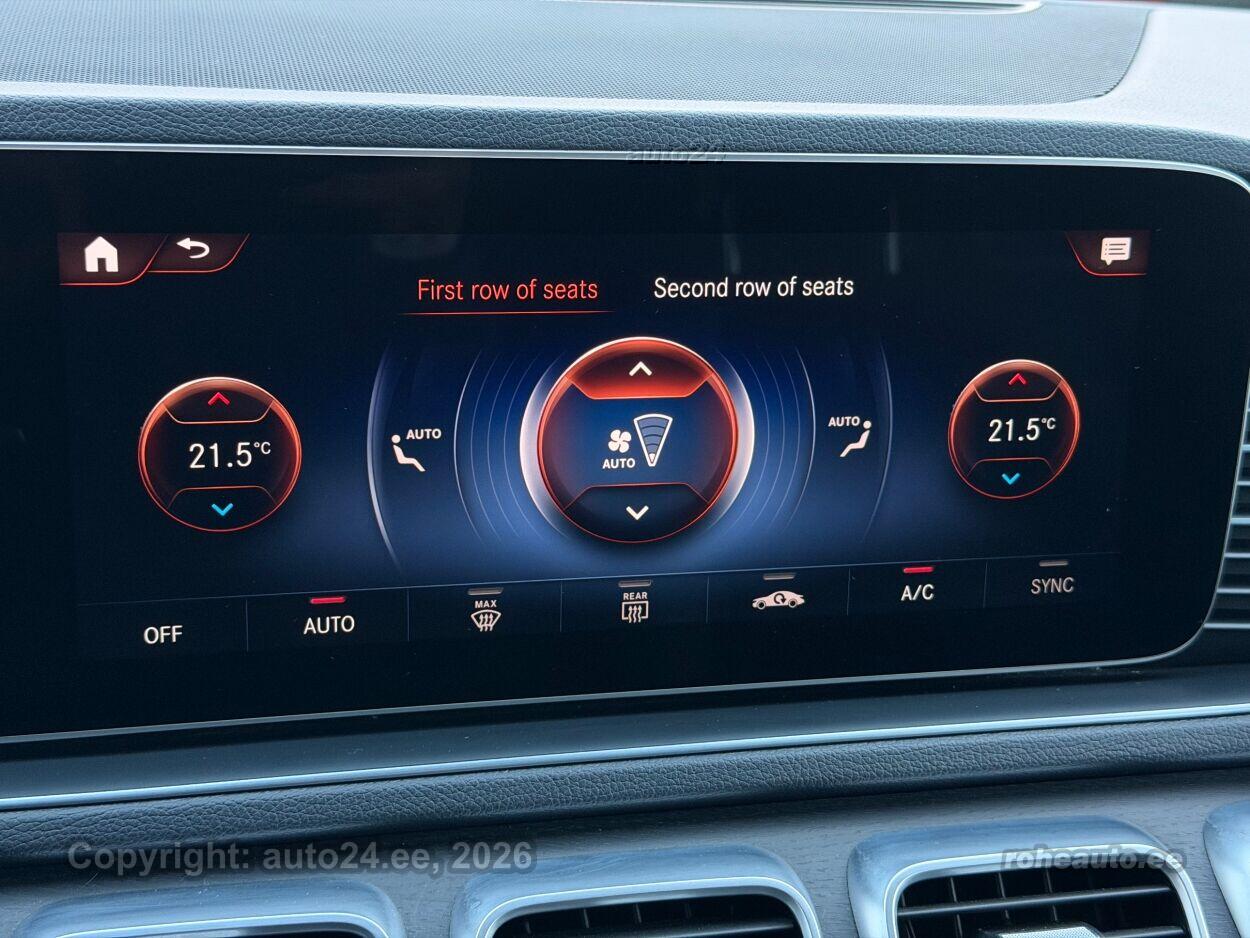 auto24
First row of seats
Second row of seats
21.5°C
AUTO
AUTO
AUTO
21.5°C
OFF
AUTO
MAX
REAR
A/C
SYNC
Copyright: auto24.ee, 2026
roheauto.ee